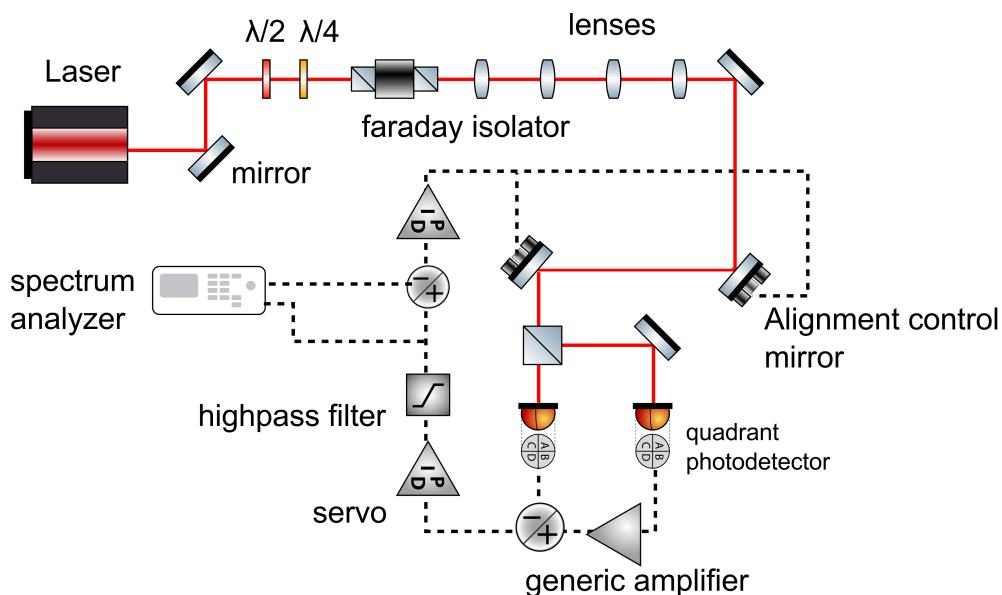 λ/2 λ/4
lenses
Laser
faraday isolator
mirror
P
I
D
spectrum
analyzer
- +
Alignment control
mirror
highpass filter
quadrant
photodetector
A B
C D
A B
C D
P
I
D
servo
- +
generic amplifier